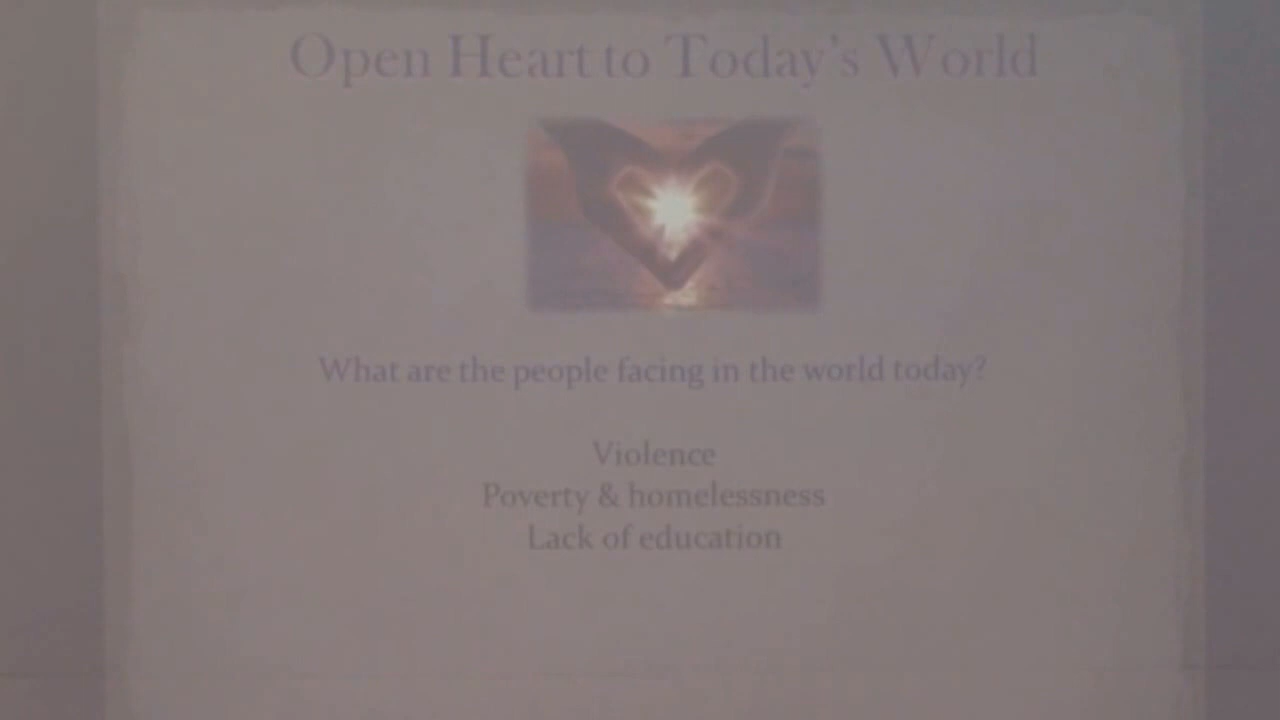 Open Heart to Today's World
What are the people facing in the world today?
Violence
Poverty & homelessness
Lack of education